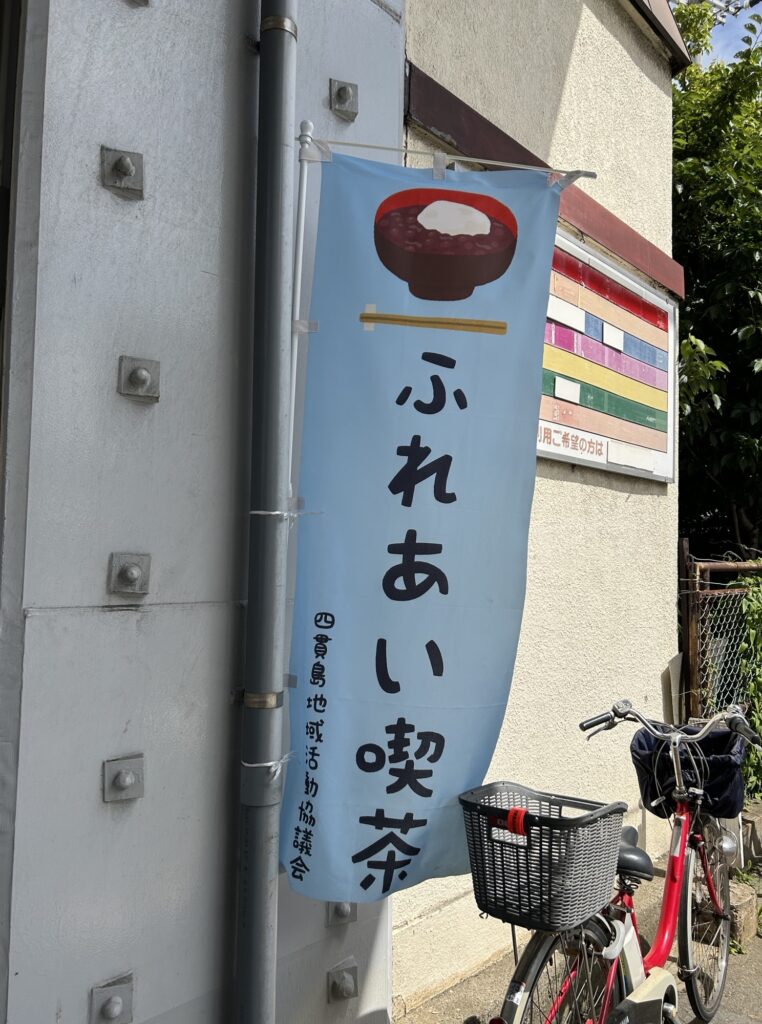 ふれあい喫茶
四貫島地域活動協議会
利用ご希望の方は